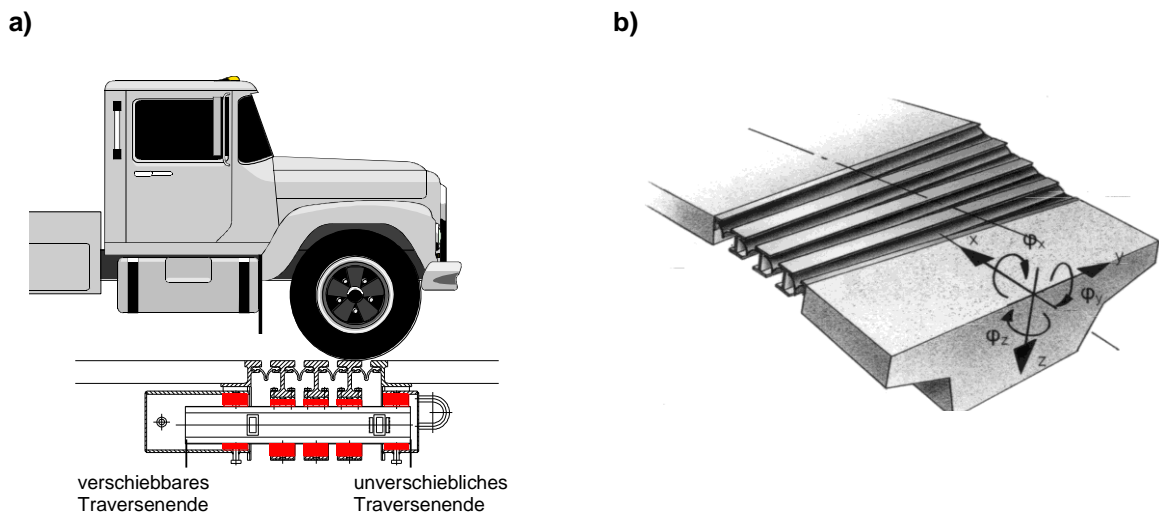 a)
b)
verschiebbares
Traversenende
unverschiebliches
Traversenende
x
φx
y
φy
φz
z